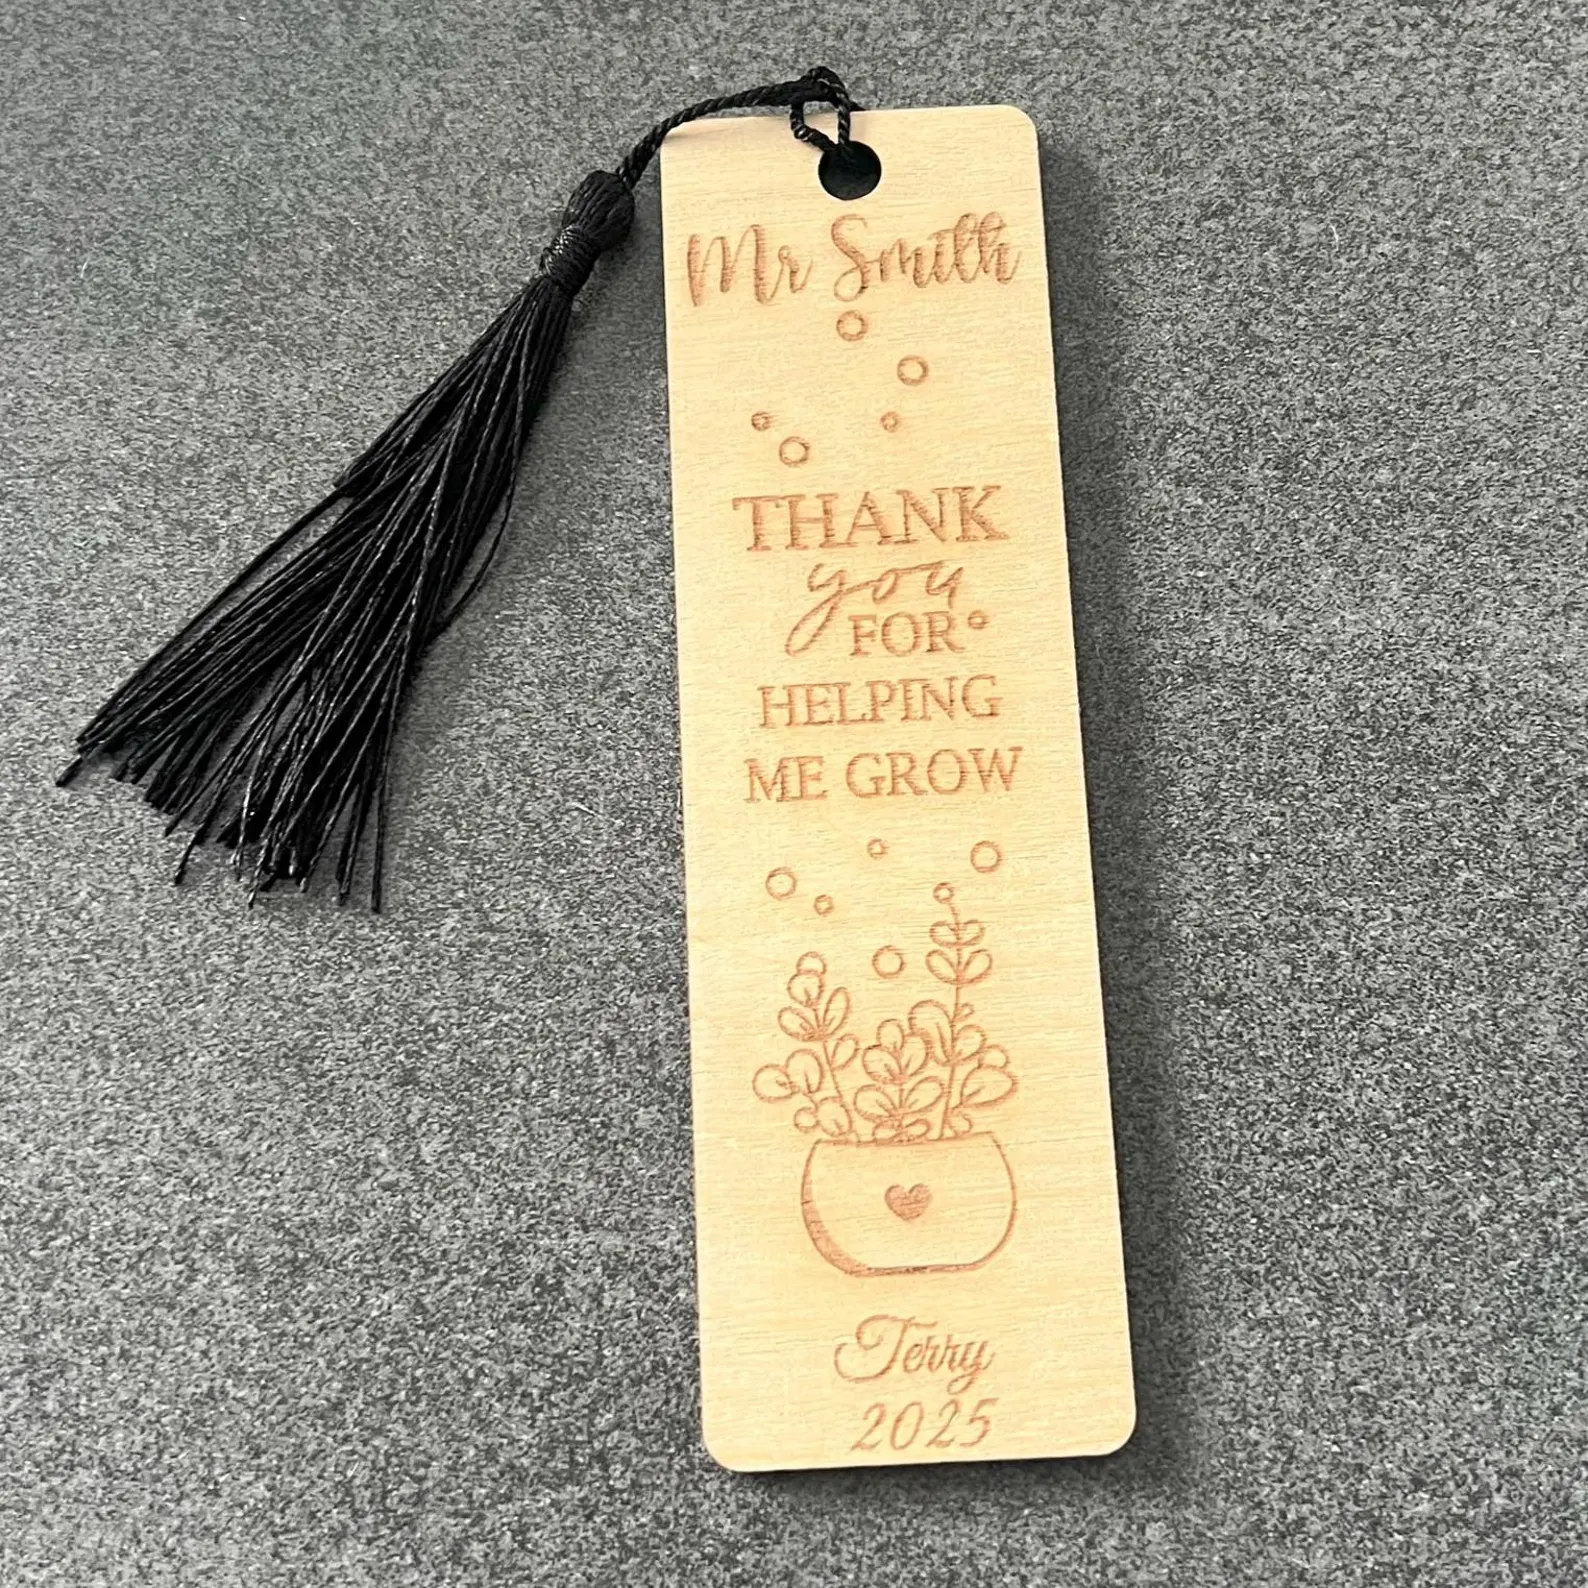 Mr Smith
THANK
you
FOR
HELPING
ME GROW
Terry
2025